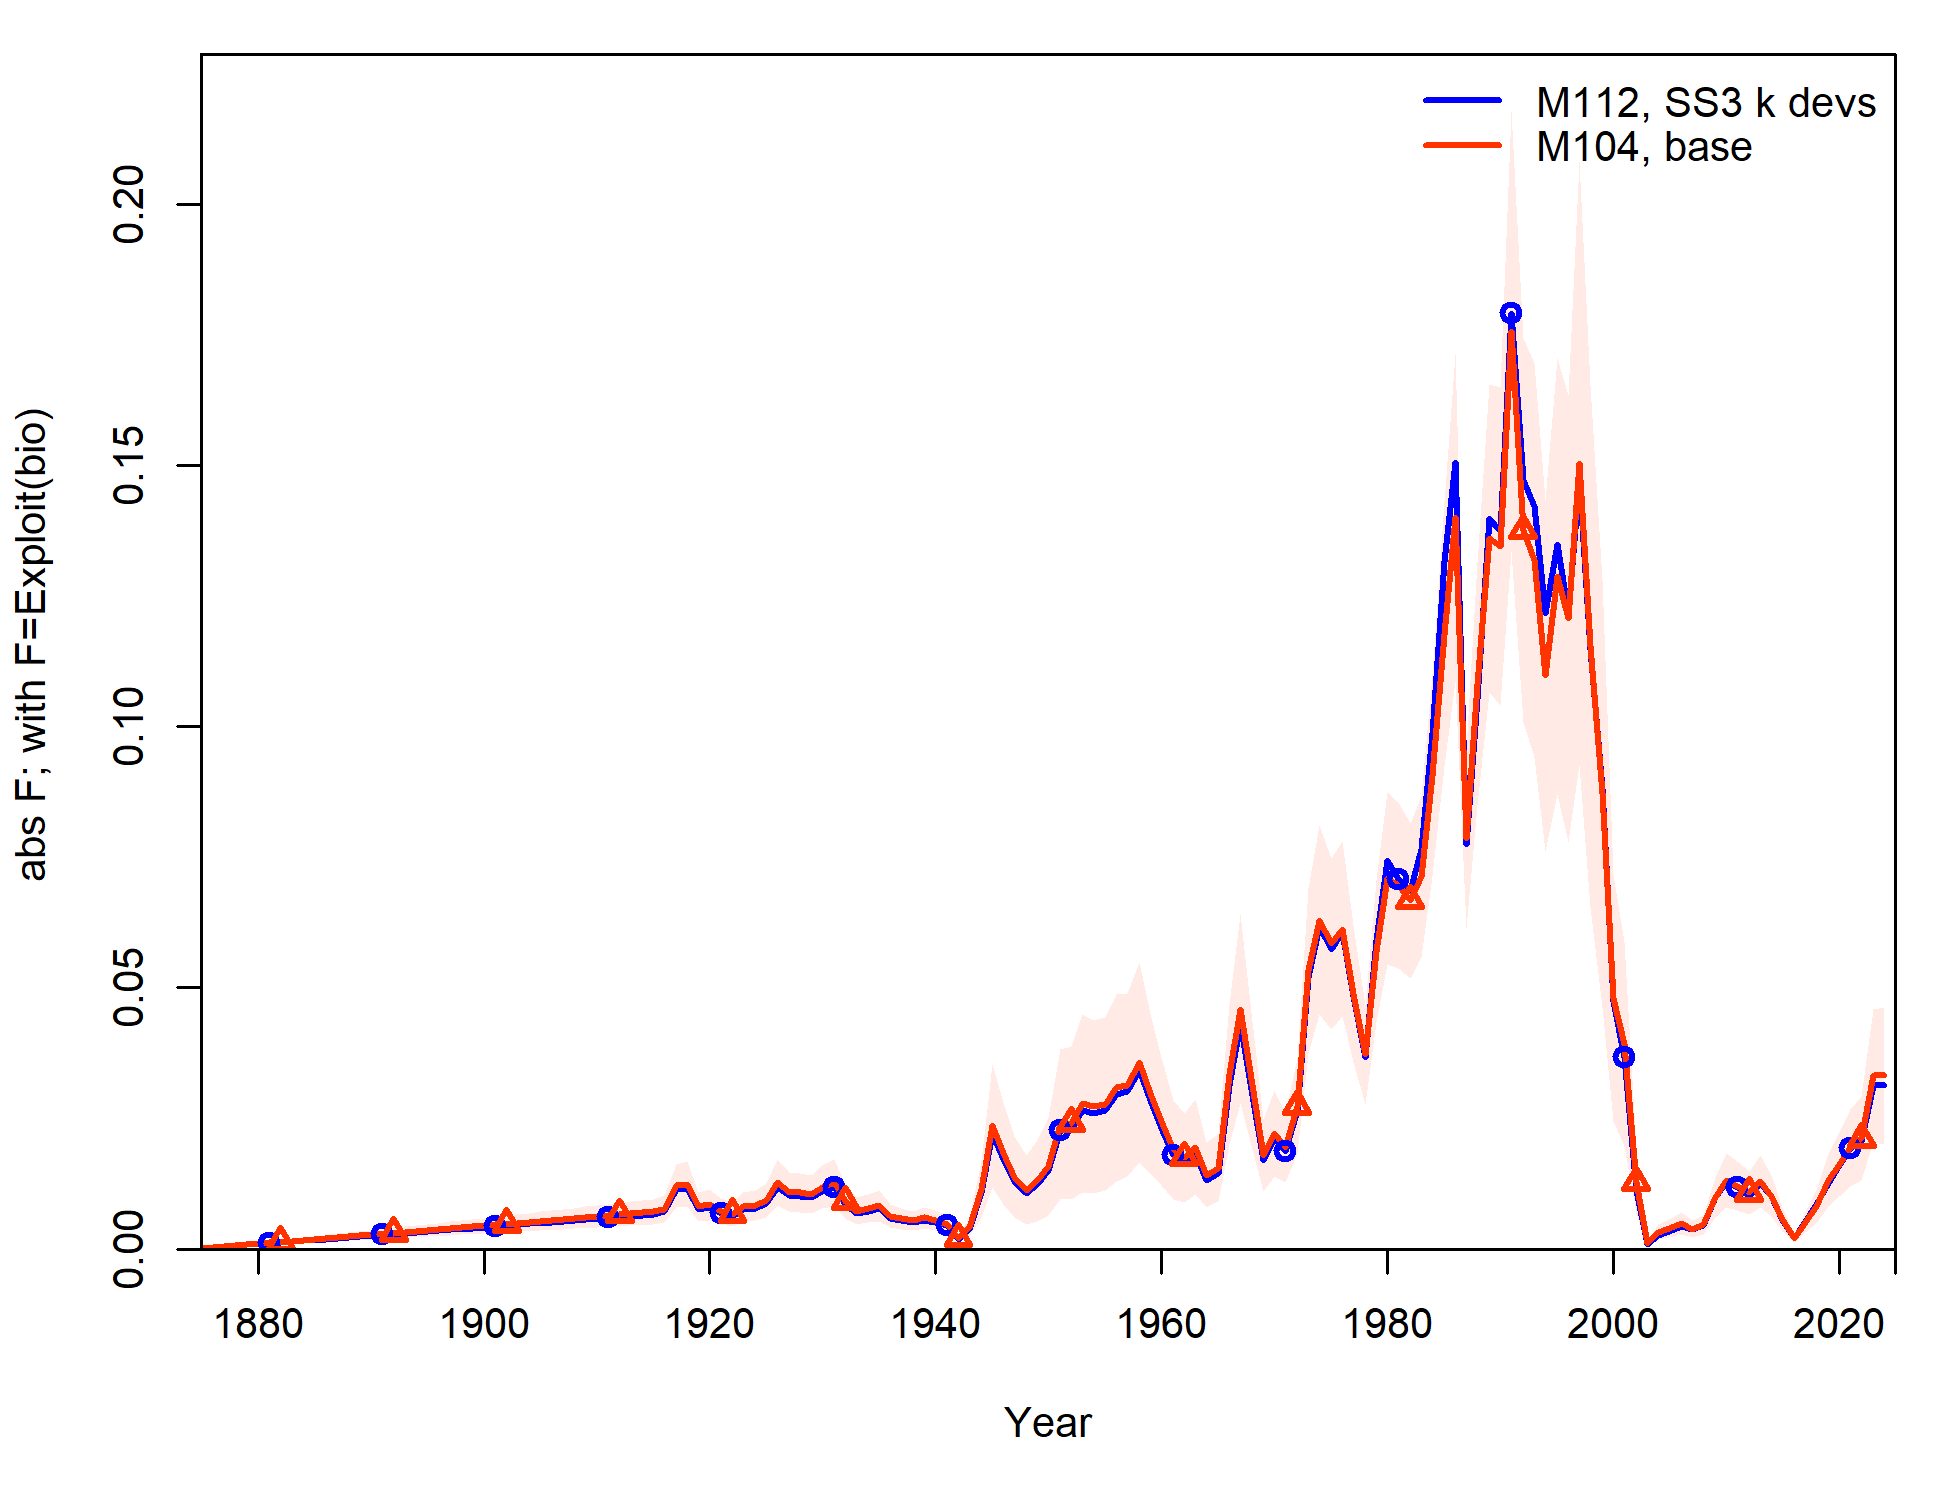 M112, SS3 k devs
M104, base
abs F; with F=Exploit(bio)
0.20
0.15
0.10
0.05
0.00
1880 1900 1920 1940 1960 1980 2000 2020
Year